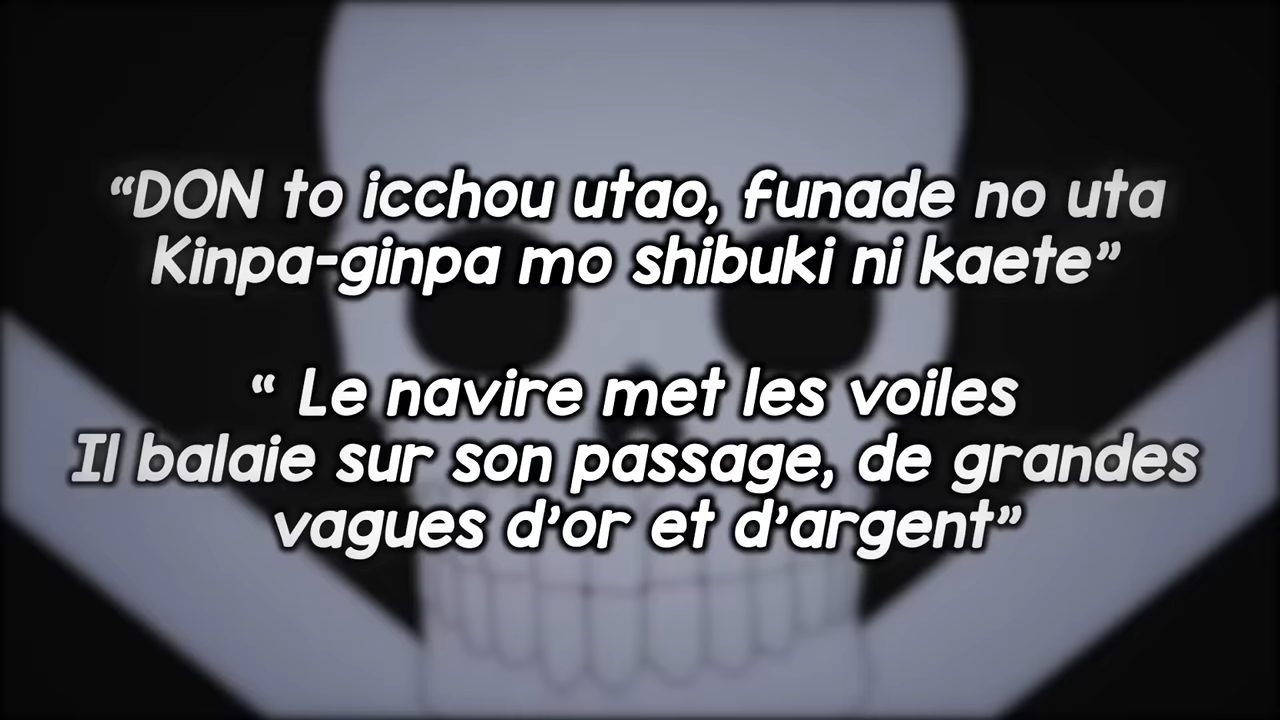 “DON to icchou utao, funade no uta
Kinpa-ginpa mo shibuki ni kaete”
“ Le navire met les voiles
Il balaie sur son passage, de grandes
vagues d’or et d’argent”